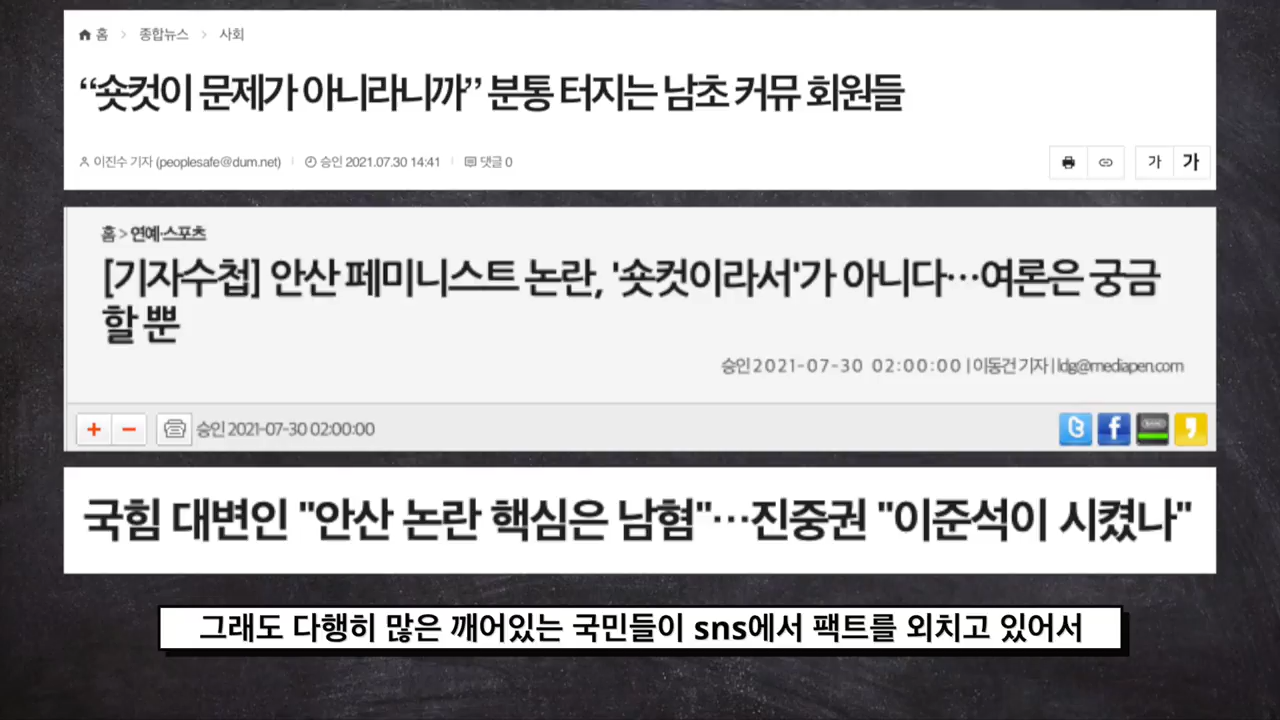 홈 > 종합뉴스 > 사회
“숏컷이 문제가 아니라니까” 분통 터지는 남초 커뮤 회원들
이진수 기자 (peoplesafe@dum.net) | 승인 2021.07.30 14:41 | 댓글 0
가 가
홈 > 연예·스포츠
[기자수첩] 안산 페미니스트 논란, '숏컷이라서'가 아니다…여론은 궁금
할 뿐
승인 2021-07-30 02:00:00 | 이동건 기자 | ldg@mediapen.com
승인 2021-07-30 02:00:00
국힘 대변인 "안산 논란 핵심은 남혐"…진중권 "이준석이 시켰나"
그래도 다행히 많은 깨어있는 국민들이 sns에서 팩트를 외치고 있어서